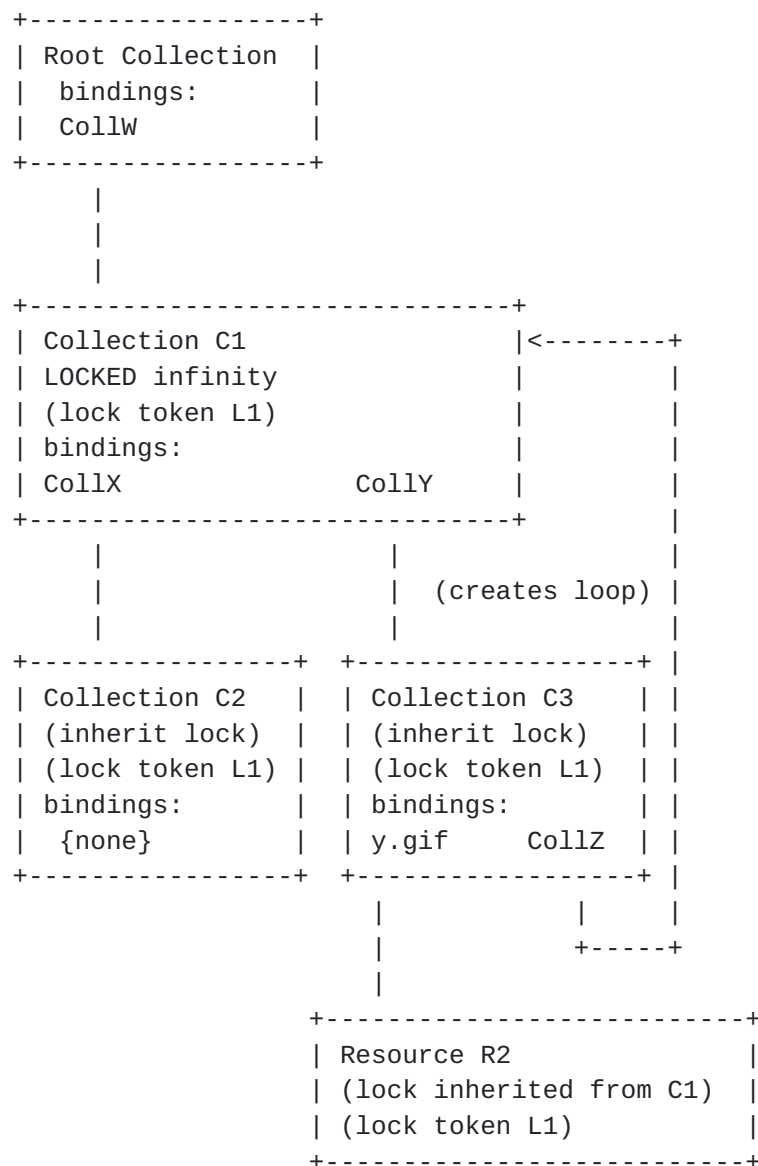 Root Collection
bindings:
CollW
Collection C1
LOCKED infinity
(lock token L1)
bindings:
CollX CollY
(creates loop)
Collection C2 Collection C3
(inherit lock) (inherit lock)
(lock token L1) (lock token L1)
bindings: bindings:
{none} y.gif CollZ
Resource R2
(lock inherited from C1)
(lock token L1)